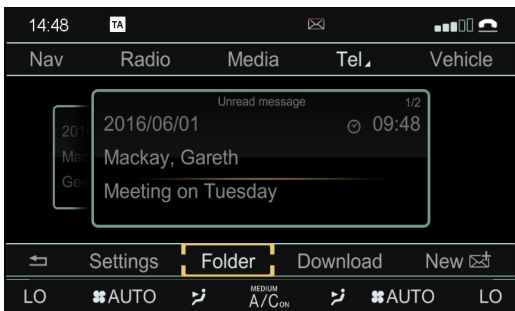 14:48 TA
Nav Radio Media Tel Vehicle
Unread message 1/2
2016/06/01 09:48
Mackay, Gareth
Meeting on Tuesday
Settings Folder Download New
LO AUTO MEDIUM A/C ON AUTO LO